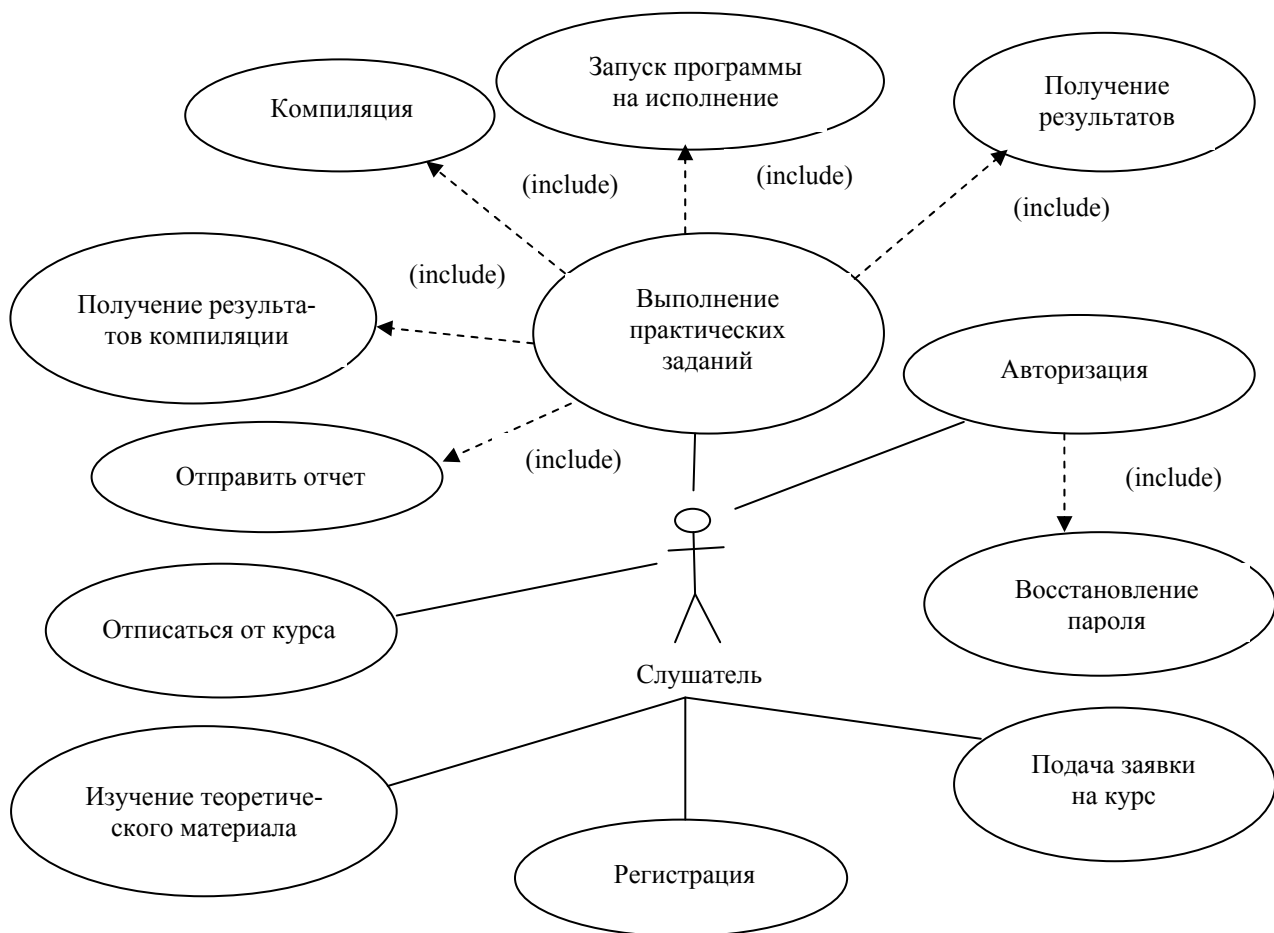 Запуск программы
на исполнение
Компиляция
Получение
результатов
(include)
(include)
(include)
(include)
Получение результа-
тов компиляции
Выполнение
практических
заданий
Авторизация
Отправить отчет
(include)
(include)
Отписаться от курса
Восстановление
пароля
Слушатель
Изучение теоретиче-
ского материала
Подача заявки
на курс
Регистрация